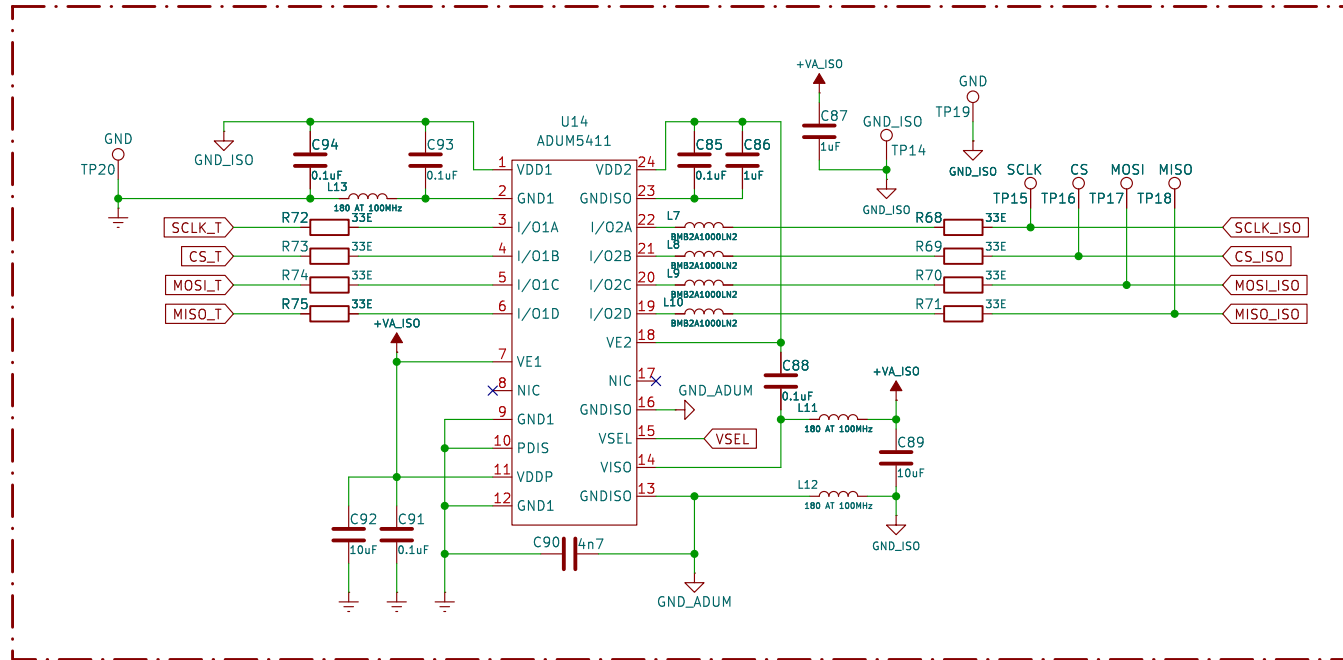 +VA_ISO
GND
TP19
GND_ISO
C87
1uF
GND_ISO
TP14
GND_ISO
U14
ADUM5411
GND
TP20
GND_ISO
C94
0.1uF
C93
0.1uF
L13
180 AT 100MHz
C85
0.1uF
C86
1uF
SCLK CS MOSI MISO
TP15 TP16 TP17 TP18
1 VDD1 VDD2 24
2 GND1 GNDISO 23
SCLK_T R72 33E 3 I/O1A I/O2A 22 L7 BMB2A1000LN2 R68 33E SCLK_ISO
CS_T R73 33E 4 I/O1B I/O2B 21 L8 BMB2A1000LN2 R69 33E CS_ISO
MOSI_T R74 33E 5 I/O1C I/O2C 20 L9 BMB2A1000LN2 R70 33E MOSI_ISO
MISO_T R75 33E 6 I/O1D I/O2D 19 L10 BMB2A1000LN2 R71 33E MISO_ISO
+VA_ISO
VE2 18
7 VE1
8 NIC NIC 17
C88
0.1uF
GND_ADUM
+VA_ISO
9 GND1 GNDISO 16
L11
180 AT 100MHz
10 PDIS VSEL 15 VSEL
11 VDDP VISO 14
C89
10uF
12 GND1 GNDISO 13
L12
180 AT 100MHz
GND_ISO
C92
10uF
C91
0.1uF
C90 4n7
GND_ADUM